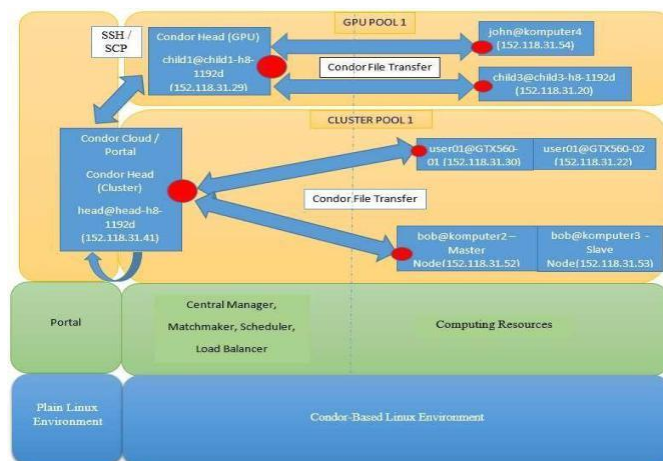 GPU POOL 1
SSH /
SCP
Condor Head (GPU)
child1@child1-h8-
1192d
(152.118.31.29)
john@komputer4
(152.118.31.54)
Condor File Transfer
child3@child3-h8-1192d
(152.118.31.20)
CLUSTER POOL 1
Condor Cloud /
Portal
Condor Head
(Cluster)
head@head-h8-
1192d
(152.118.31.41)
user01@GTX560-
01 (152.118.31.30)
user01@GTX560-02
(152.118.31.22)
Condor File Transfer
bob@komputer2 –
Master
Node(152.118.31.52)
bob@komputer3 -
Slave
Node(152.118.31.53)
Portal
Central Manager,
Matchmaker, Scheduler,
Load Balancer
Computing Resources
Plain Linux
Environment
Condor-Based Linux Environment